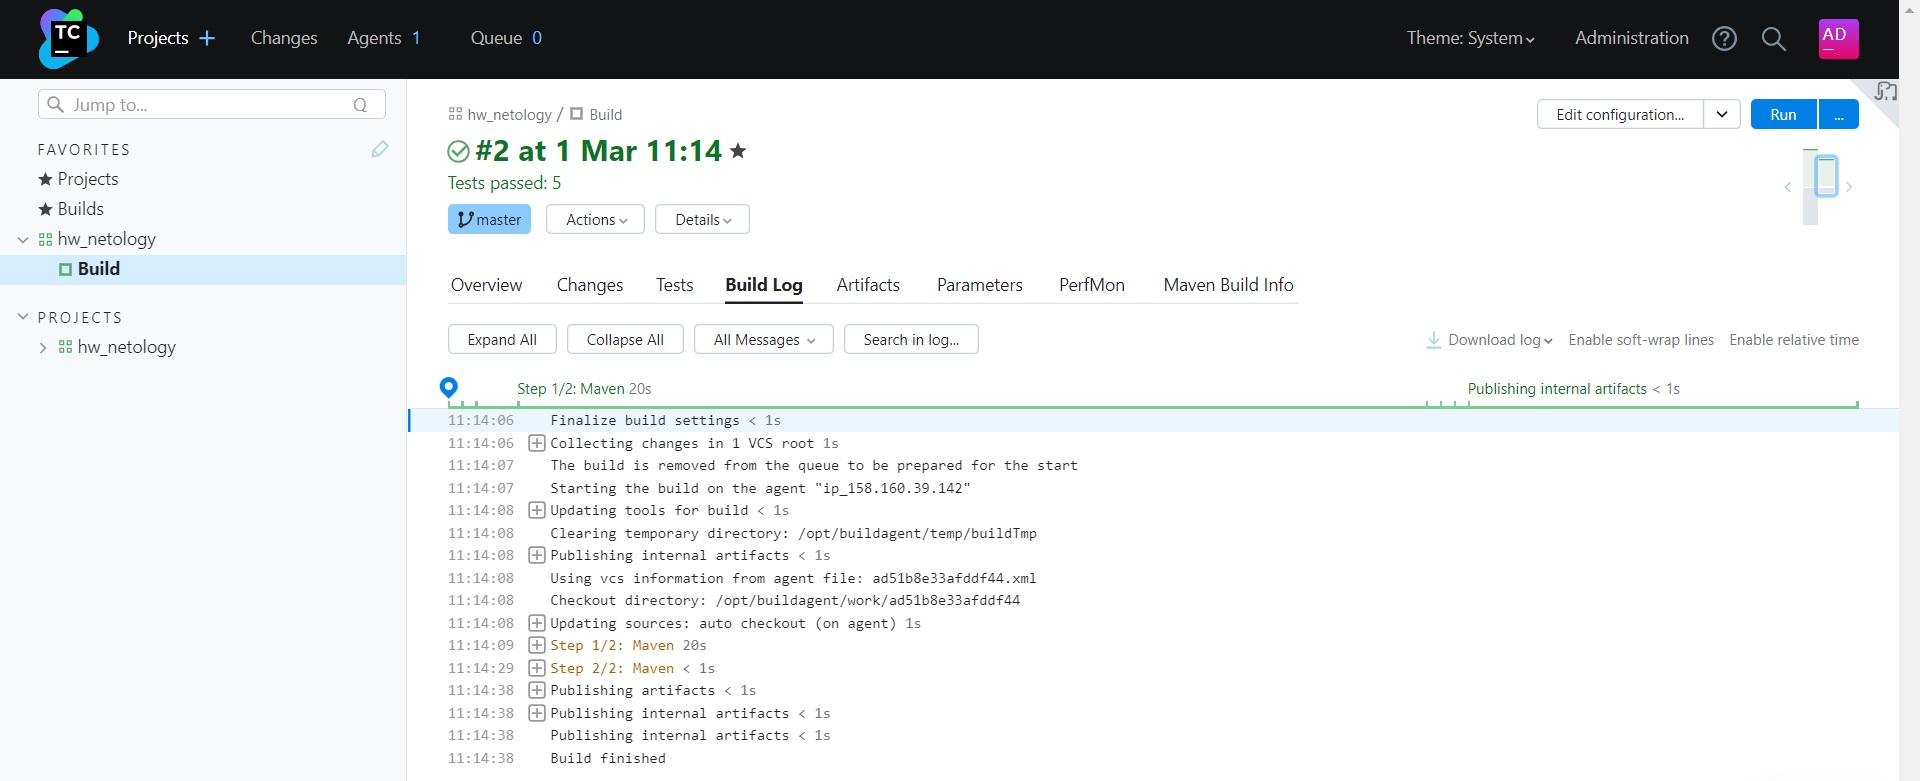 TC
Projects + Changes Agents 1 Queue 0 Theme: System Administration AD
Jump to... Q
FAVORITES
Projects
Builds
hw_netology
Build
PROJECTS
hw_netology
hw_netology / Build
Edit configuration... Run ...
#2 at 1 Mar 11:14
Tests passed: 5
master Actions Details
Overview Changes Tests Build Log Artifacts Parameters PerfMon Maven Build Info
Expand All Collapse All All Messages Search in log... Download log Enable soft-wrap lines Enable relative time
Step 1/2: Maven 20s Publishing internal artifacts < 1s
11:14:06 Finalize build settings < 1s
11:14:06 Collecting changes in 1 VCS root 1s
11:14:07 The build is removed from the queue to be prepared for the start
11:14:07 Starting the build on the agent "ip_158.160.39.142"
11:14:08 Updating tools for build < 1s
11:14:08 Clearing temporary directory: /opt/buildagent/temp/buildTmp
11:14:08 Publishing internal artifacts < 1s
11:14:08 Using vcs information from agent file: ad51b8e33afddf44.xml
11:14:08 Checkout directory: /opt/buildagent/work/ad51b8e33afddf44
11:14:08 Updating sources: auto checkout (on agent) 1s
11:14:09 Step 1/2: Maven 20s
11:14:29 Step 2/2: Maven < 1s
11:14:38 Publishing artifacts < 1s
11:14:38 Publishing internal artifacts < 1s
11:14:38 Publishing internal artifacts < 1s
11:14:38 Build finished